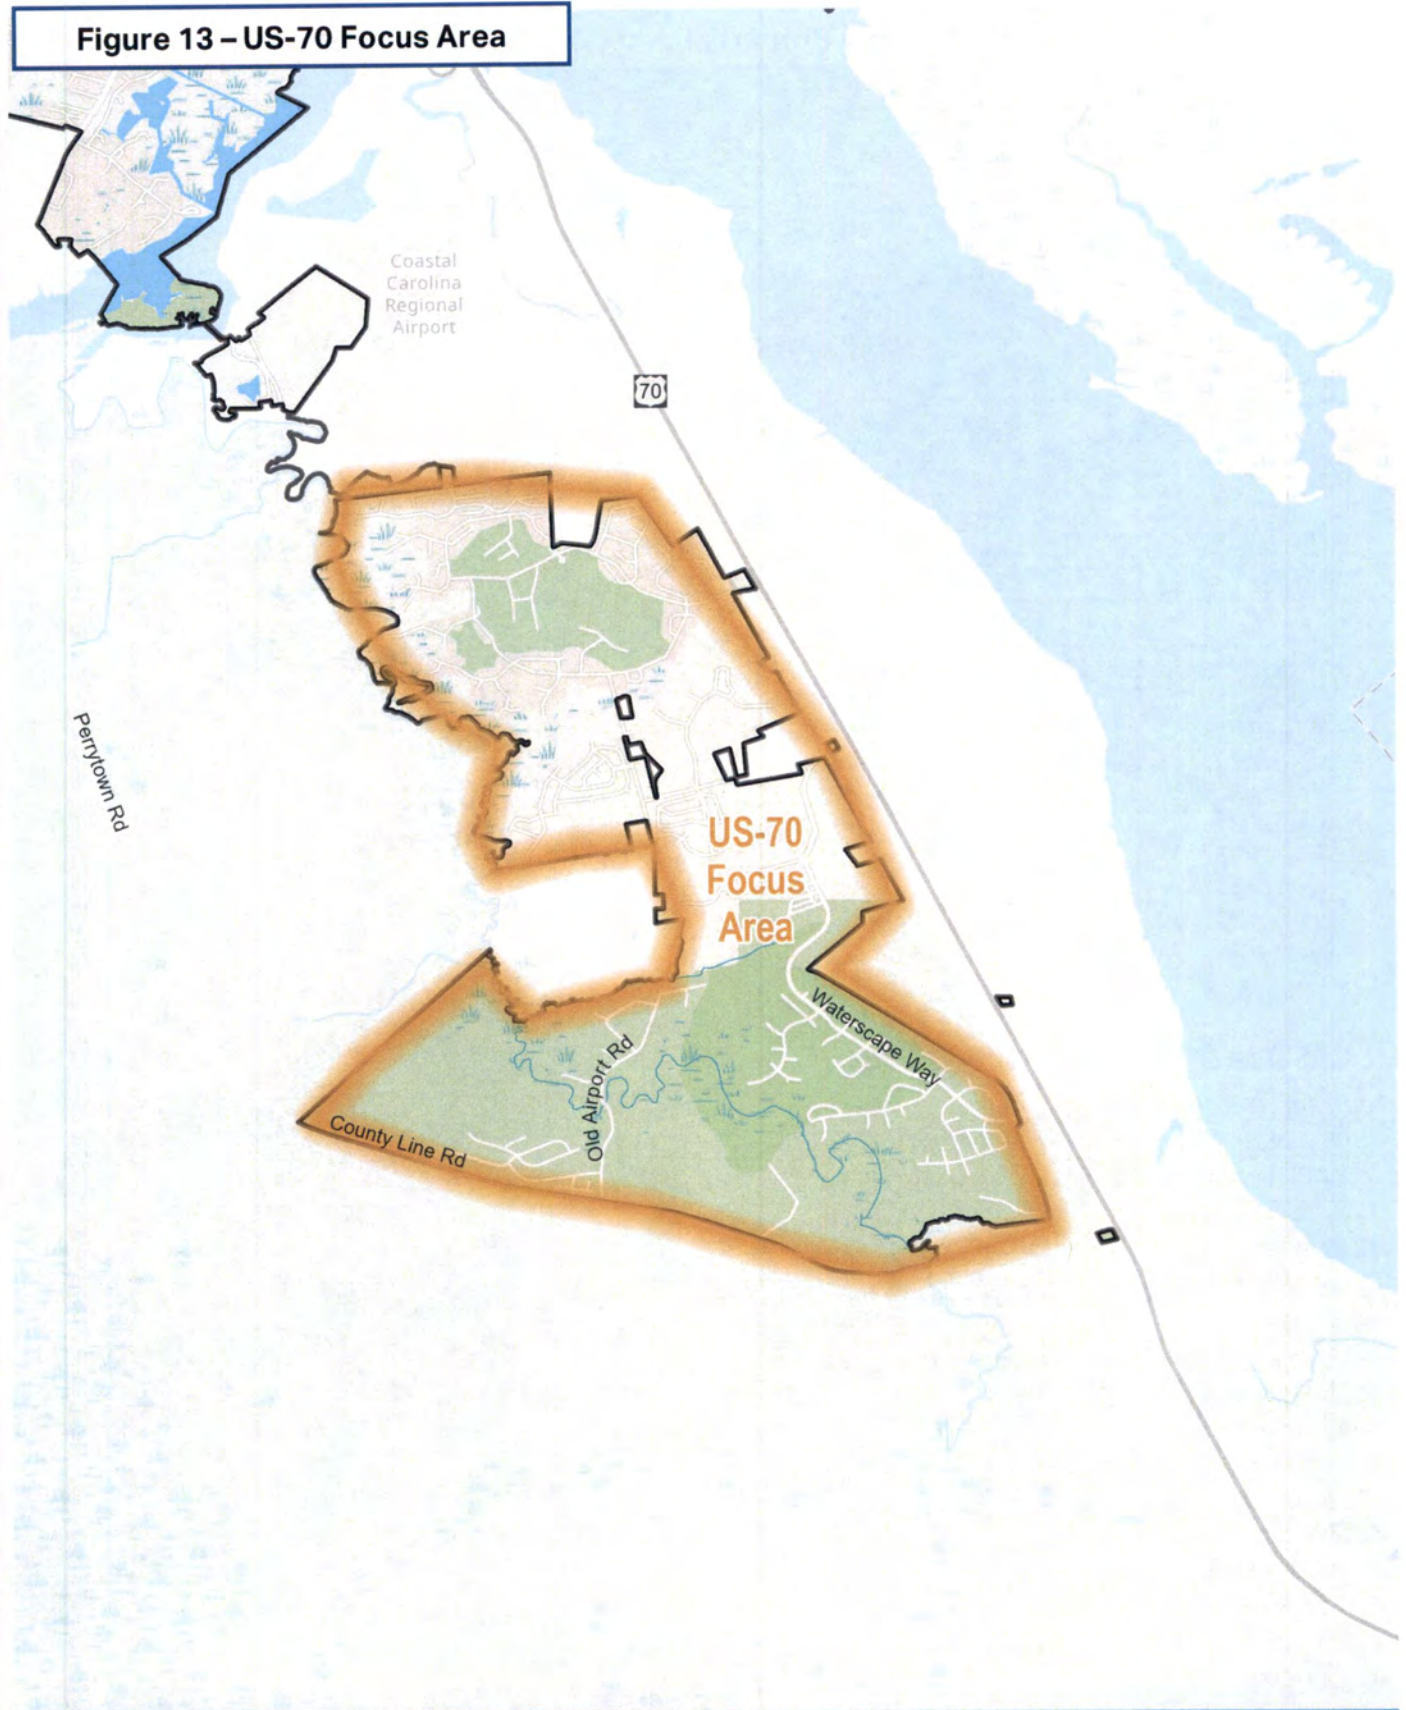 Figure 13 – US-70 Focus Area
Coastal
Carolina
Regional
Airport
70
Perrytown Rd
US-70
Focus
Area
Waterscape Way
Old Airport Rd
County Line Rd